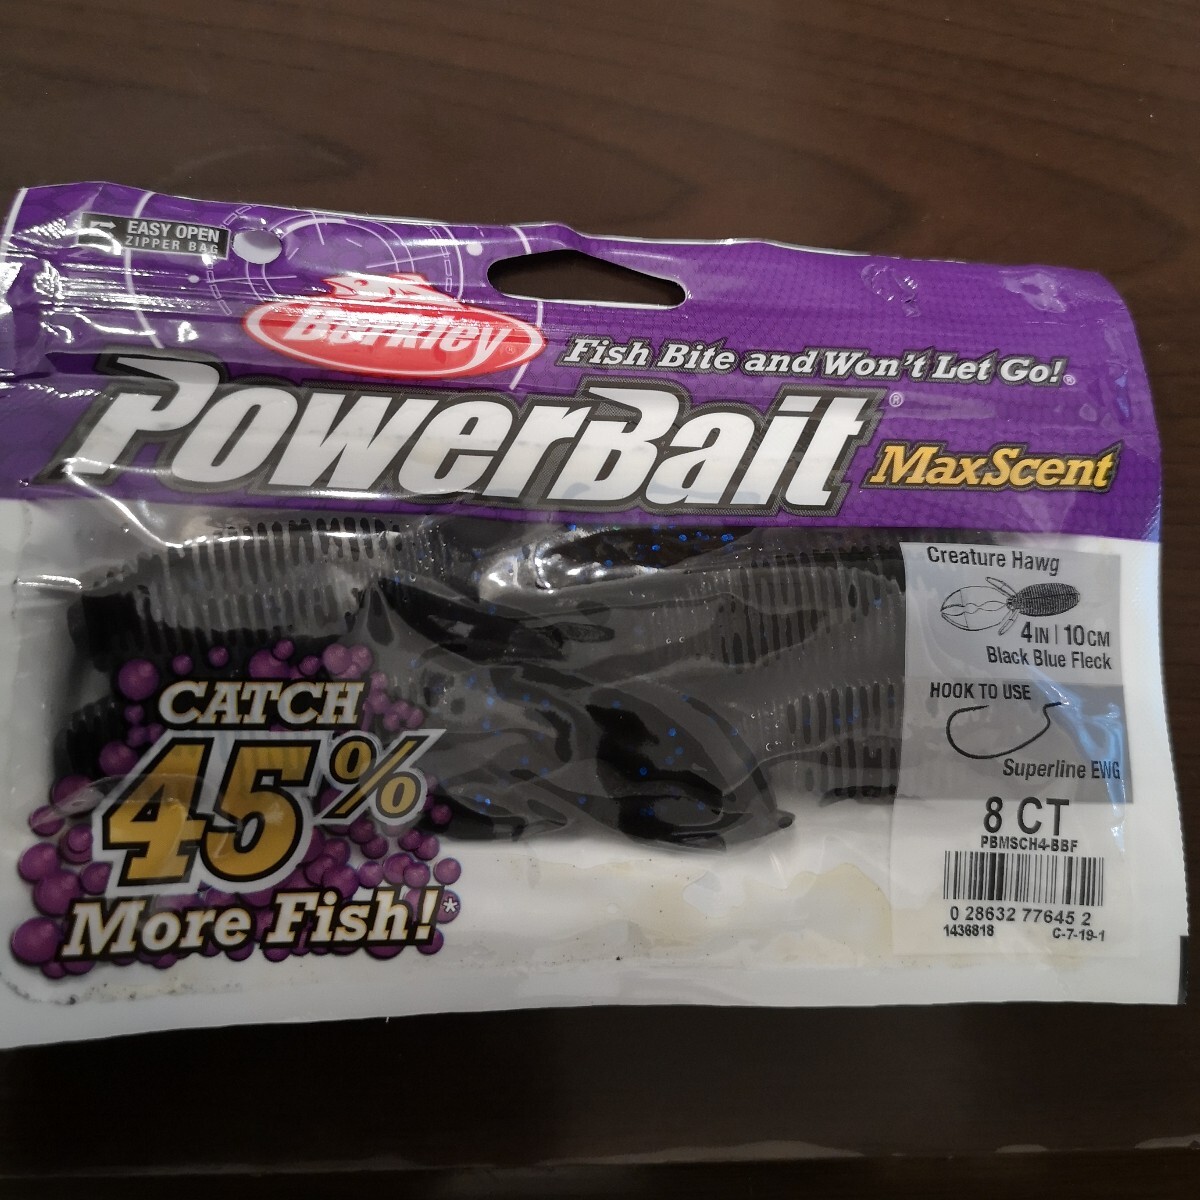 EASY OPEN
ZIPPER BAG
Berkley®
Fish Bite and Won't Let Go!®
PowerBait®
MaxScent
Creature Hawg
4IN | 10CM
Black Blue Fleck
HOOK TO USE
Superline EWG
8 CT
PBMSCH4-BBF
0 28632 77645 2
1436818 C-7-19-1
CATCH
45%
More Fish!*